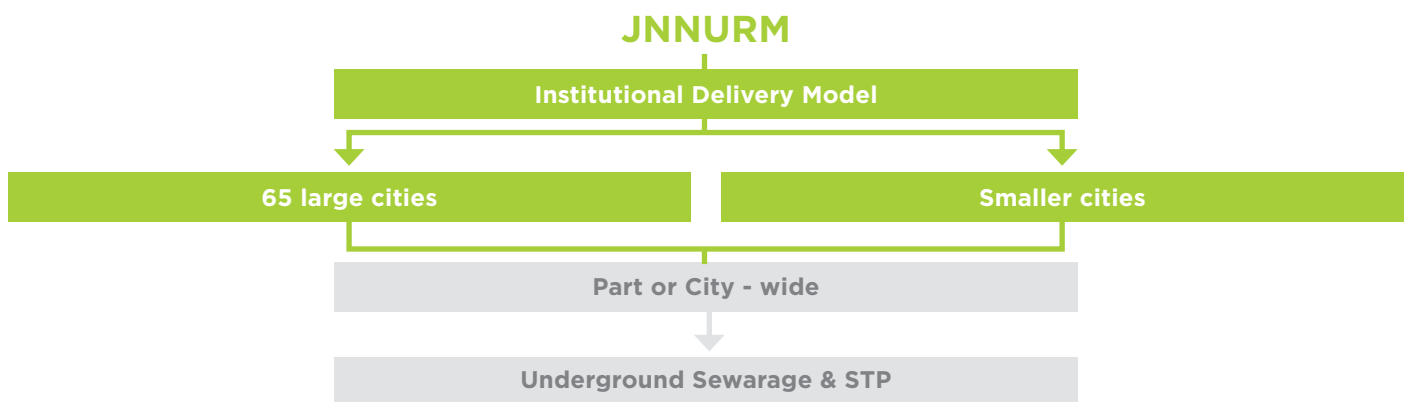 JNNURM
Institutional Delivery Model
65 large cities
Smaller cities
Part or City - wide
Underground Sewarage & STP